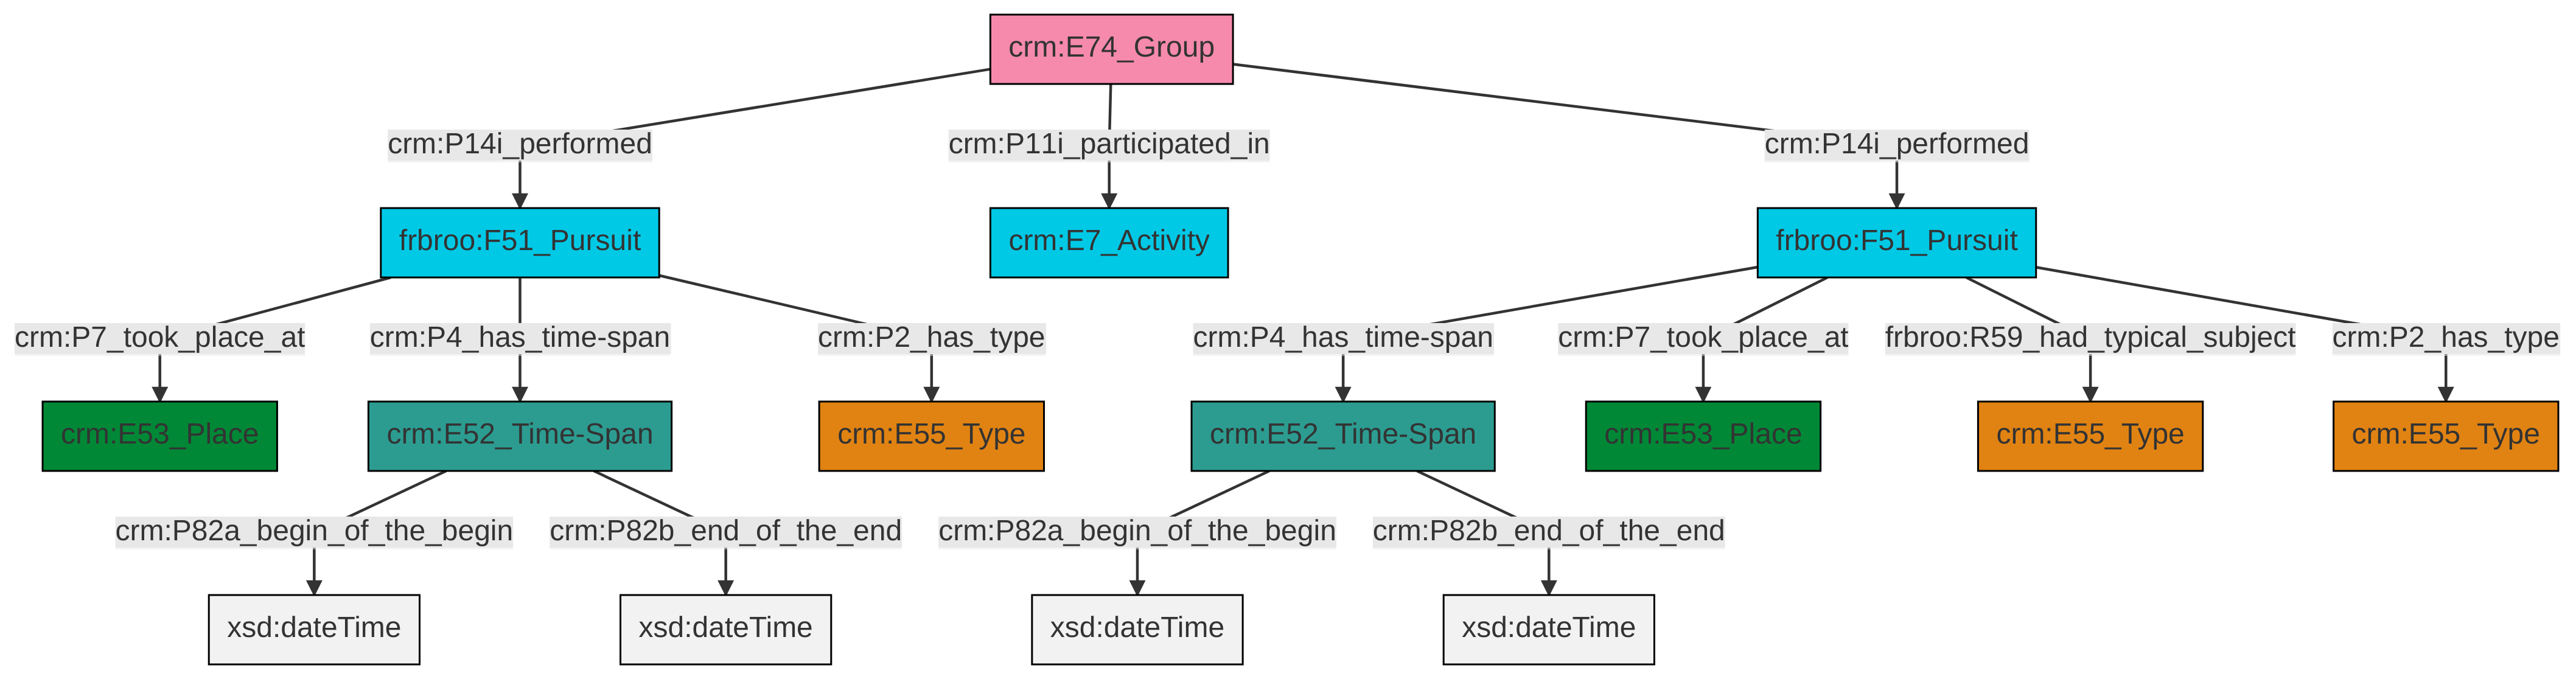 crm:E74_Group
crm:P14i_performed
crm:P11i_participated_in
crm:P14i_performed
frbroo:F51_Pursuit
crm:E7_Activity
frbroo:F51_Pursuit
crm:P7_took_place_at
crm:P4_has_time-span
crm:P2_has_type
crm:P4_has_time-span
crm:P7_took_place_at
frbroo:R59_had_typical_subject
crm:P2_has_type
crm:E53_Place
crm:E52_Time-Span
crm:E55_Type
crm:E52_Time-Span
crm:E53_Place
crm:E55_Type
crm:E55_Type
crm:P82a_begin_of_the_begin
crm:P82b_end_of_the_end
crm:P82a_begin_of_the_begin
crm:P82b_end_of_the_end
xsd:dateTime
xsd:dateTime
xsd:dateTime
xsd:dateTime